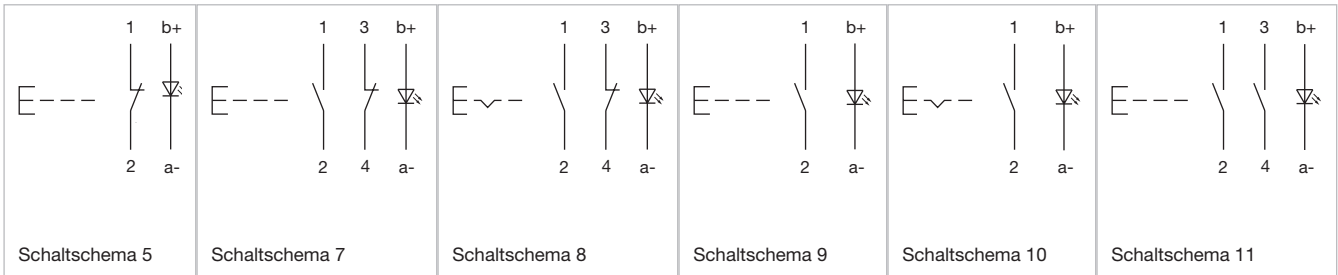 1 b+
2 a-
Schaltschema 5
1 3 b+
2 4 a-
Schaltschema 7
1 3 b+
2 4 a-
Schaltschema 8
1 b+
2 a-
Schaltschema 9
1 b+
2 a-
Schaltschema 10
1 3 b+
2 4 a-
Schaltschema 11